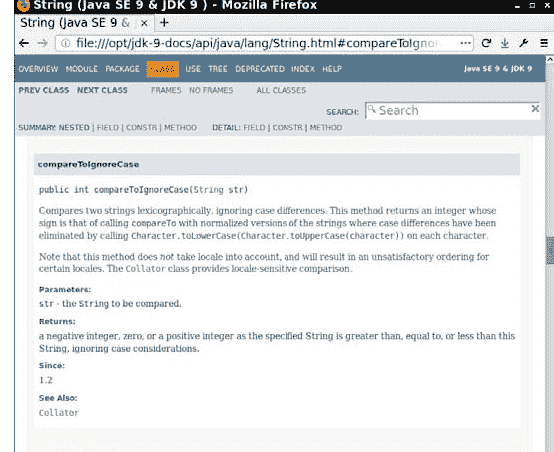 String (Java SE 9 & JDK 9 ) - Mozilla Firefox
String (Java SE 9 &
file:///opt/jdk-9-docs/api/java/lang/String.html#compareToIgnor
OVERVIEW MODULE PACKAGE CLASS USE TREE DEPRECATED INDEX HELP Java SE 9 & JDK 9
PREV CLASS NEXT CLASS FRAMES NO FRAMES ALL CLASSES
SEARCH: Search
SUMMARY: NESTED | FIELD | CONSTR | METHOD DETAIL: FIELD | CONSTR | METHOD
compareToIgnoreCase
public int compareToIgnoreCase(String str)
Compares two strings lexicographically, ignoring case differences. This method returns an integer whose
sign is that of calling compareTo with normalized versions of the strings where case differences have been
eliminated by calling Character.toLowerCase(Character.toUpperCase(character)) on each character.
Note that this method does not take locale into account, and will result in an unsatisfactory ordering for
certain locales. The Collator class provides locale-sensitive comparison.
Parameters:
str - the String to be compared.
Returns:
a negative integer, zero, or a positive integer as the specified String is greater than, equal to, or less than this
String, ignoring case considerations.
Since:
1.2
See Also:
Collator